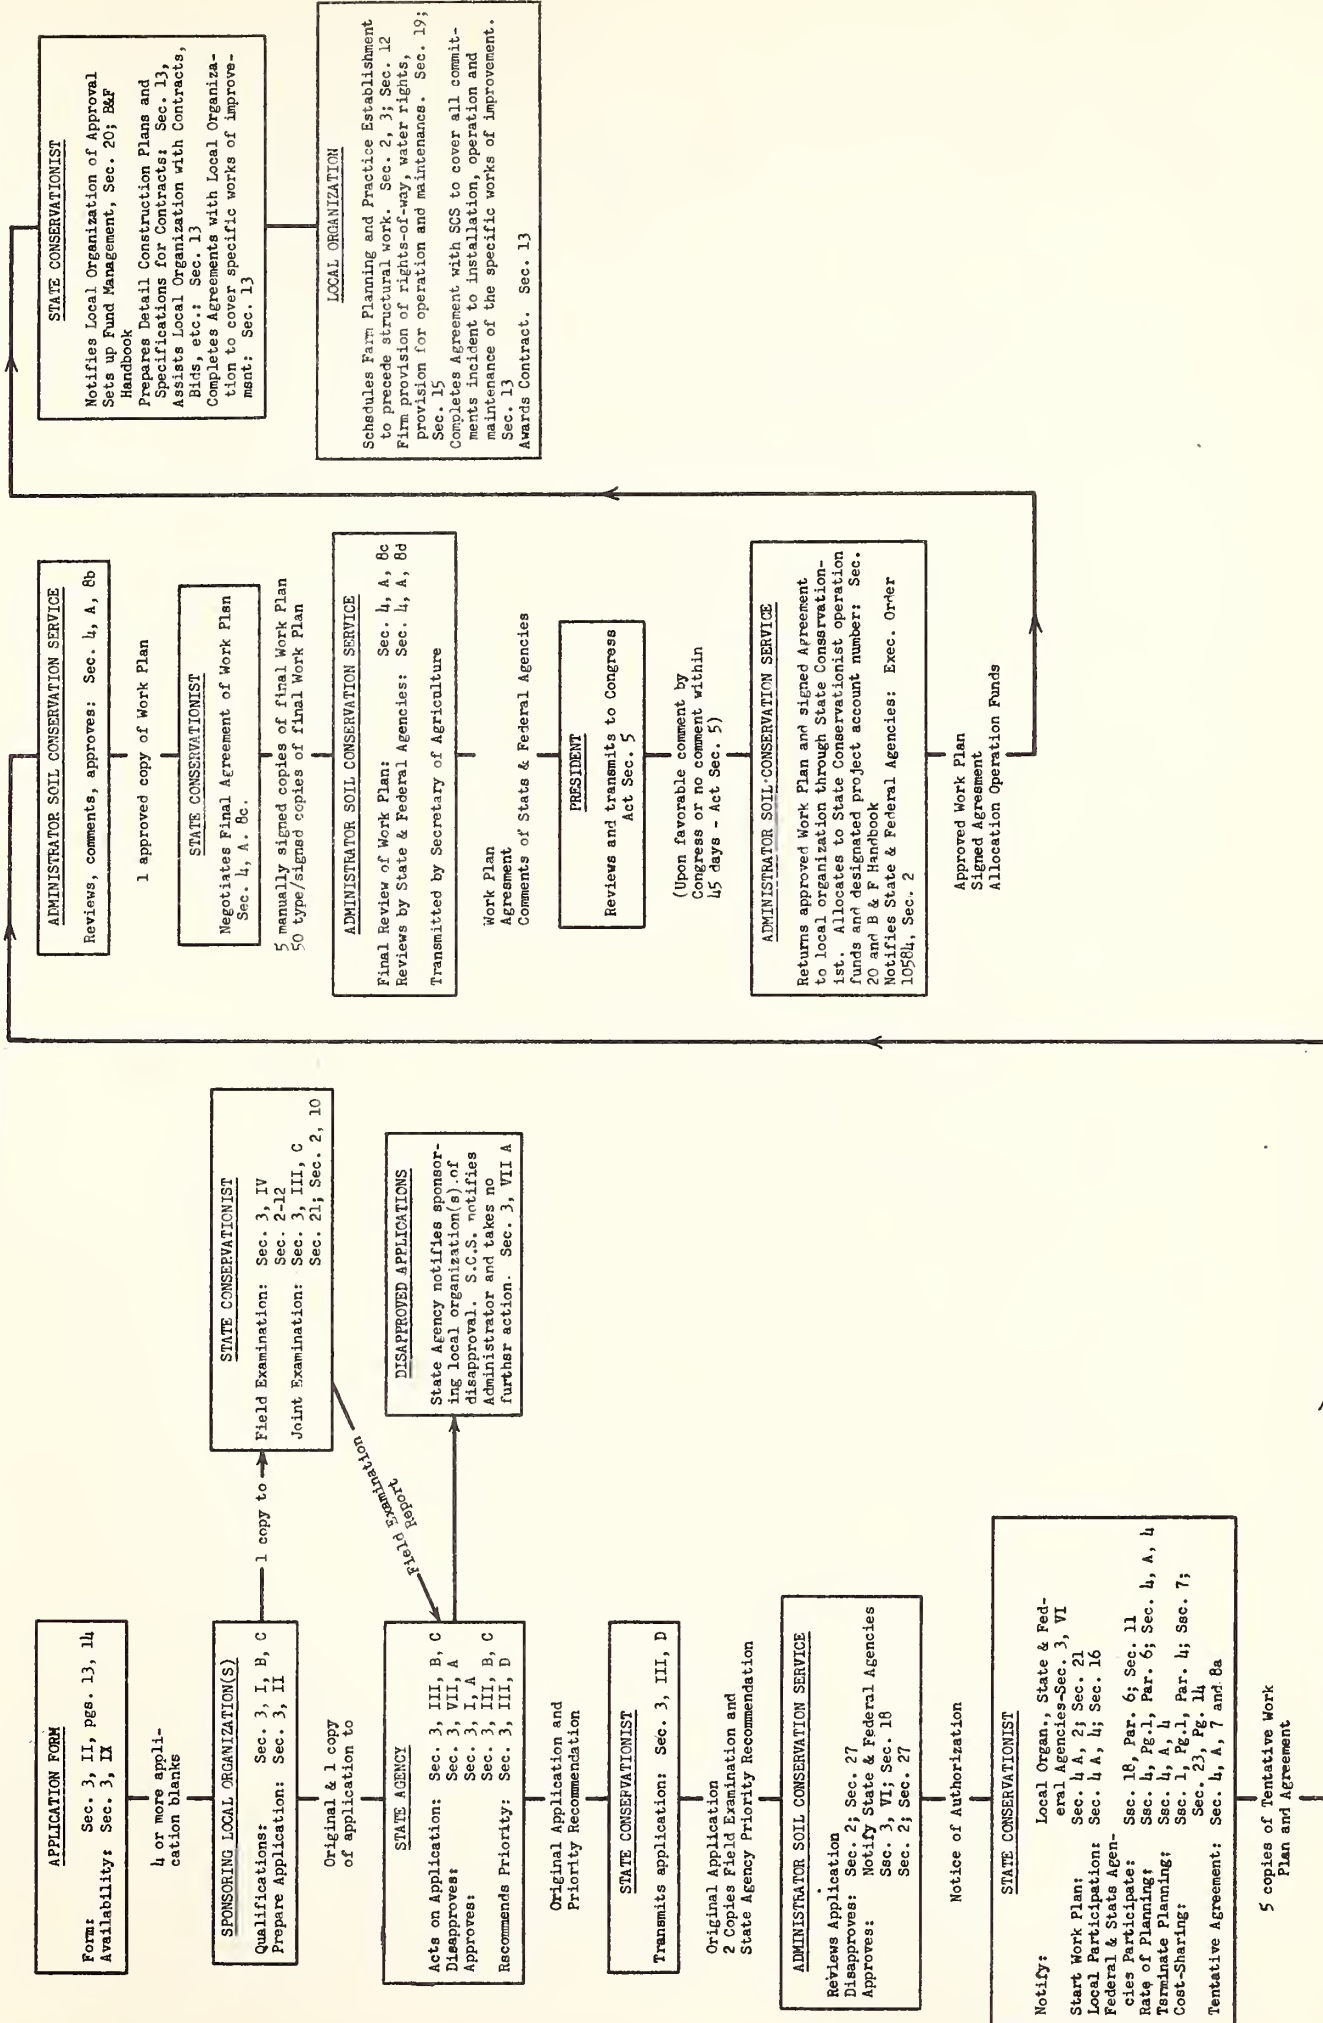 APPLICATION FORM
Form: Sec. 3, II, pgs. 13, 14
Availability: Sec. 3, IX
4 or more appli-
cation blanks
SPONSORING LOCAL ORGANIZATION(S)
Qualifications: Sec. 3, I, B, C
Prepare Application: Sec. 3, II
1 copy to
STATE CONSERVATIONIST
Field Examination: Sec. 3, IV
Sec. 2-12
Joint Examination: Sec. 3, III, C
Sec. 21; Sec. 2, 10
Field Examination
Report
Original & 1 copy
of application to
STATE AGENCY
Acts on Application: Sec. 3, III, B, C
Disapproves: Sec. 3, VII, A
Approves: Sec. 3, I, A
Sec. 3, III, B, C
Recommends Priority: Sec. 3, III, D
DISAPPROVED APPLICATIONS
State Agency notifies sponsor-
ing local organization(s).of
disapproval. S.C.S. notifies
Administrator and takes no
further action. Sec. 3, VII A
Original Application and
Priority Recommendation
STATE CONSERVATIONIST
Transmits application: Sec. 3, III, D
Original Application
2 Copies Field Examination and
State Agency Priority Recommendation
ADMINISTRATOR SOIL CONSERVATION SERVICE
Reviews Application
Disapproves: Sec. 2; Sec. 27
Approves: Notify State & Federal Agencies
Sec. 3, VI; Sec. 18
Sec. 2; Sec. 27
Notice of Authorization
STATE CONSERVATIONIST
Notify: Local Organ., State & Fed-
eral Agencies-Sec. 3, VI
Start Work Plan: Sec. 4 A, 2; Sec. 21
Local Participation: Sec. 4 A, 4; Sec. 16
Federal & State Agen-
cies Participate: Sec. 18, Par. 6; Sec. 11
Rate of Planning: Sec. 4, Pg.1, Par. 6; Sec. 4, A, 4
Terminate Planning: Sec. 4, A, 4
Cost-Sharing: Sec. 1, Pg.1, Par. 4; Sec. 7;
Sec. 23, Pg. 14
Tentative Agreement: Sec. 4, A, 7 and 8a
5 copies of Tentative Work
Plan and Agreement
ADMINISTRATOR SOIL CONSERVATION SERVICE
Reviews, comments, approves: Sec. 4, A, 8b
1 approved copy of Work Plan
STATE CONSERVATIONIST
Negotiates Final Agreement of Work Plan
Sec. 4, A. 8c.
5 manually signed copies of final Work Plan
50 type/signed copies of final Work Plan
ADMINISTRATOR SOIL CONSERVATION SERVICE
Final Review of Work Plan: Sec. 4, A, 8c
Reviews by State & Federal Agencies: Sec. 4, A, 8d
Transmitted by Secretary of Agriculture
Work Plan
Agreement
Comments of State & Federal Agencies
PRESIDENT
Reviews and transmits to Congress
Act Sec. 5
(Upon favorable comment by
Congress or no comment within
45 days - Act Sec. 5)
ADMINISTRATOR SOIL CONSERVATION SERVICE
Returns approved Work Plan and signed Agreement
to local organization through State Conservation-
ist. Allocates to State Conservationist operation
funds and designated project account number: Sec.
20 and B & F Handbook
Notifies State & Federal Agencies: Exec. Order
10584, Sec. 2
Approved Work Plan
Signed Agreement
Allocation Operation Funds
STATE CONSERVATIONIST
Notifies Local Organization of Approval
Sets up Fund Management, Sec. 20; B&F
Handbook
Prepares Detail Construction Plans and
Specifications for Contracts: Sec. 13,
Assists Local Organization with Contracts,
Bids, etc.: Sec. 13
Completes Agreements with Local Organiza-
tion to cover specific works of improve-
ment: Sec. 13
LOCAL ORGANIZATION
Schedules Farm Planning and Practice Establishment
to precede structural work. Sec. 2, 3; Sec. 12
Firm provision of rights-of-way, water rights,
provision for operation and maintenance. Sec. 19;
Sec. 15
Completes Agreement with SCS to cover all commit-
ments incident to installation, operation and
maintenance of the specific works of improvement.
Sec. 13
Awards Contract. Sec. 13